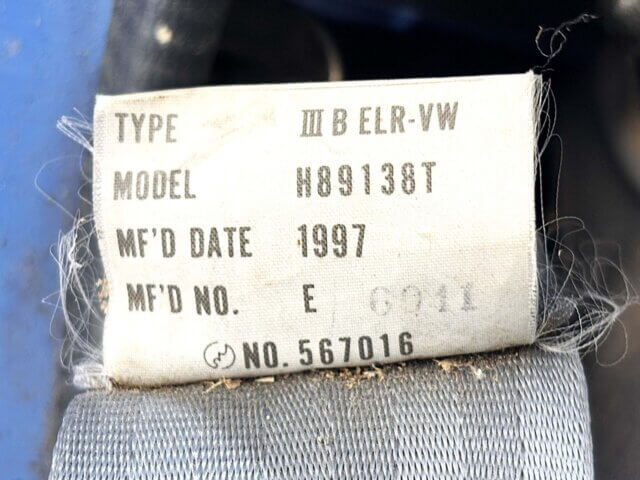 TYPE III B ELR-VW
MODEL H89138T
MF'D DATE 1997
MF'D NO. E 6011
NO. 567016